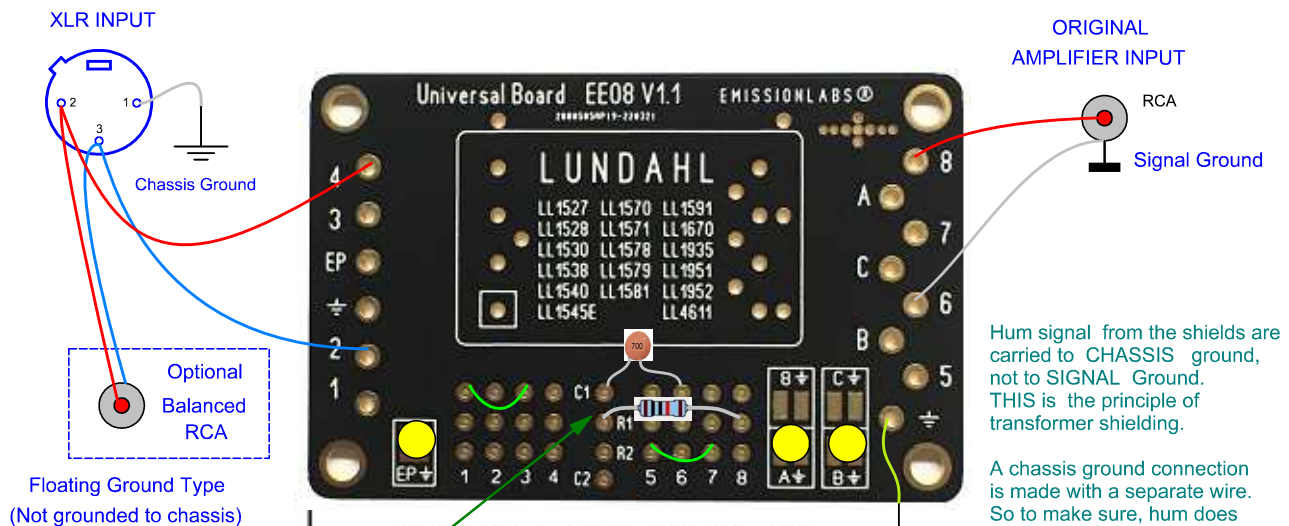 XLR INPUT
2
1
3
Chassis Ground
Optional
Balanced
RCA
Floating Ground Type
(Not grounded to chassis)
Universal Board EE08 V1.1 EMISSIONLABS®
LUNDAHL
LL1527 LL1570 LL1591
LL1528 LL1571 LL1670
LL1530 LL1578 LL1935
LL1538 LL1579 LL1951
LL1540 LL1581 LL1952
LL1545E LL4611
4
3
EP
2
1
8
A
7
C
6
B
5
700
C1
R1
R2
C2
EP
1 2 3 4
5 6 7 8
B
A
C
B
ORIGINAL
AMPLIFIER INPUT
RCA
Signal Ground
Hum signal from the shields are
carried to CHASSIS ground,
not to SIGNAL Ground.
THIS is the principle of
transformer shielding.
A chassis ground connection
is made with a separate wire.
So to make sure, hum does